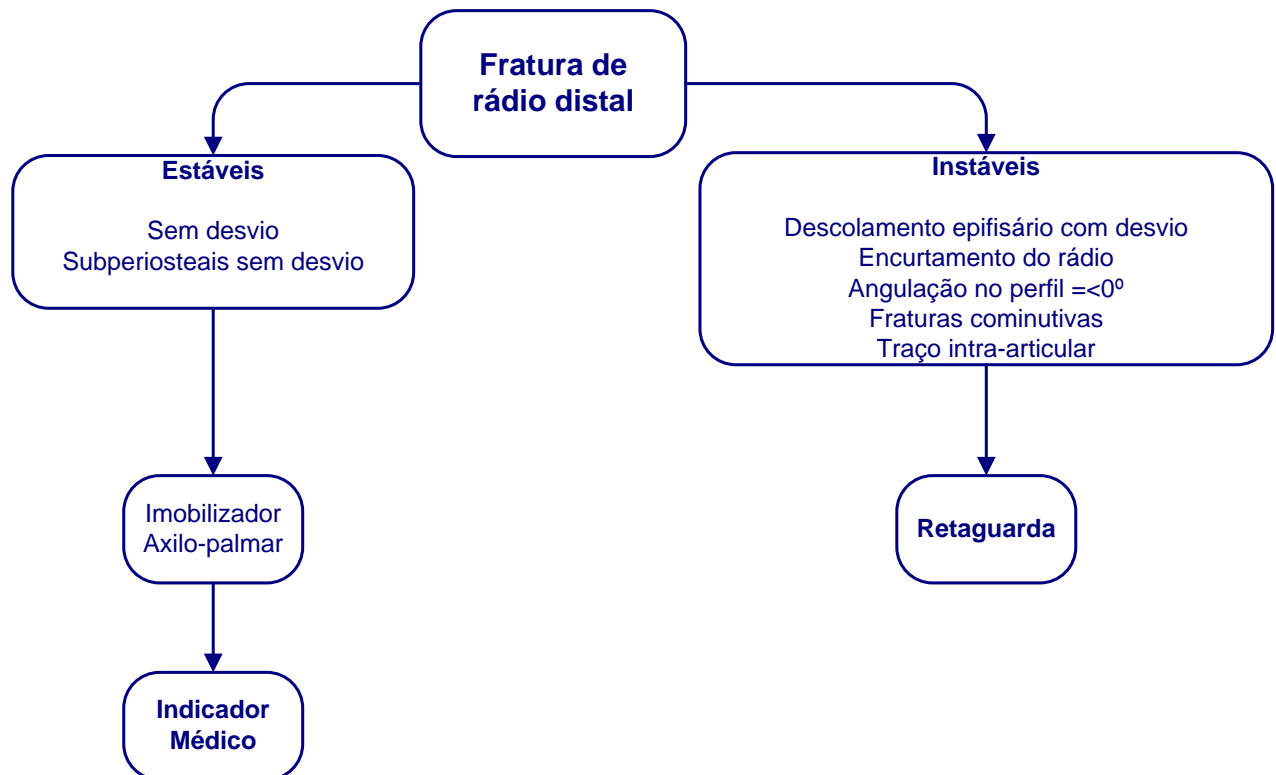 Fratura de
rádio distal
Estáveis
Sem desvio
Subperiosteais sem desvio
Instáveis
Descolamento epifisário com desvio
Encurtamento do rádio
Angulação no perfil =<0º
Fraturas cominutivas
Traço intra-articular
Imobilizador
Axilo-palmar
Retaguarda
Indicador
Médico